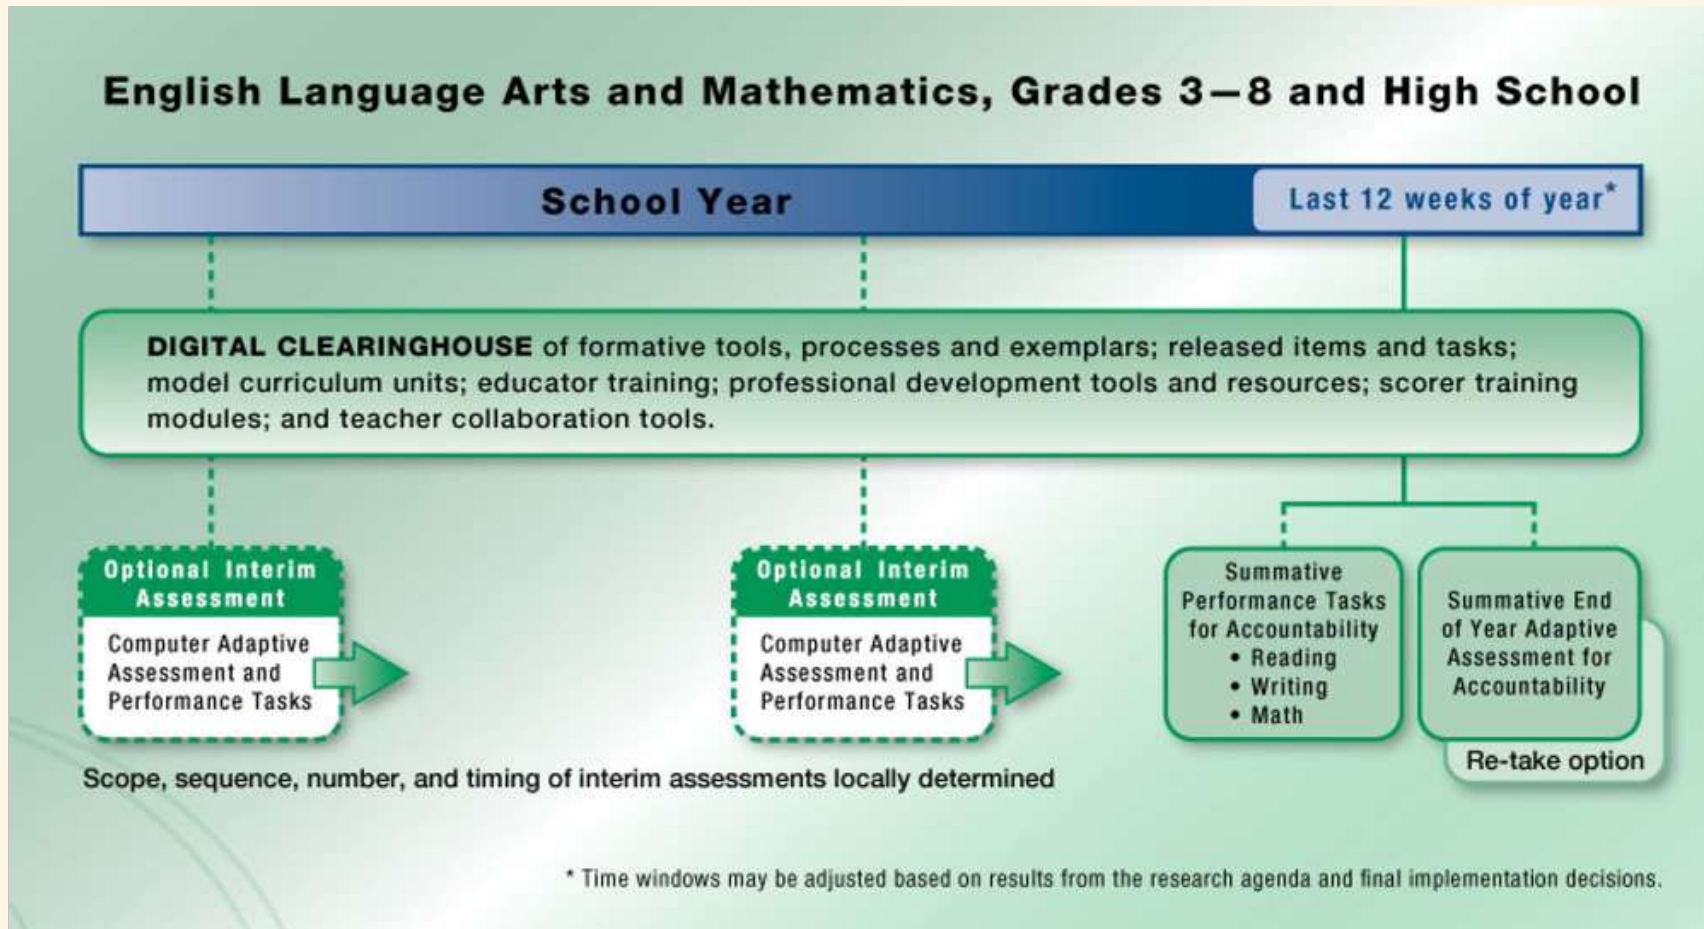 English Language Arts and Mathematics, Grades 3—8 and High School
School Year
Last 12 weeks of year*
DIGITAL CLEARINGHOUSE of formative tools, processes and exemplars; released items and tasks;
model curriculum units; educator training; professional development tools and resources; scorer training
modules; and teacher collaboration tools.
Optional Interim
Assessment
Computer Adaptive
Assessment and
Performance Tasks
Optional Interim
Assessment
Computer Adaptive
Assessment and
Performance Tasks
Summative
Performance Tasks
for Accountability
• Reading
• Writing
• Math
Summative End
of Year Adaptive
Assessment for
Accountability
Re-take option
Scope, sequence, number, and timing of interim assessments locally determined
* Time windows may be adjusted based on results from the research agenda and final implementation decisions.